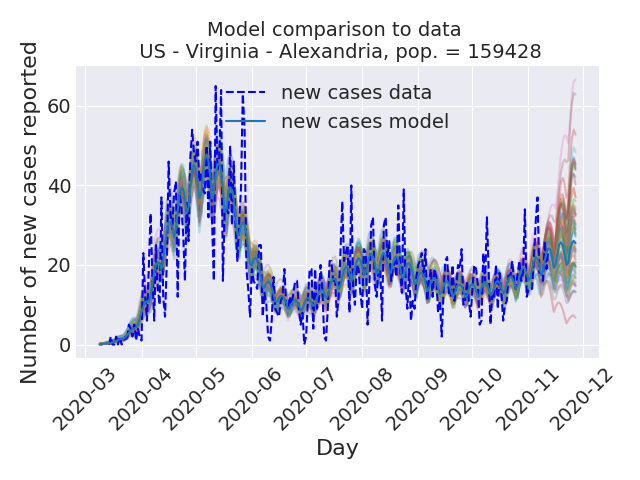 Model comparison to data
US - Virginia - Alexandria, pop. = 159428
new cases data
new cases model
Number of new cases reported
60
40
20
0
2020-03
2020-04
2020-05
2020-06
2020-07
2020-08
2020-09
2020-10
2020-11
2020-12
Day